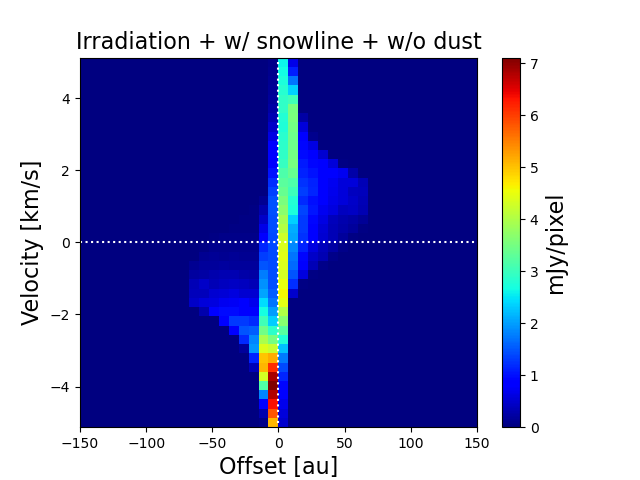 Irradiation + w/ snowline + w/o dust
Velocity [km/s]
4
2
0
−2
−4
−150 −100 −50 0 50 100 150
Offset [au]
7
6
5
4
3
2
1
0
mJy/pixel